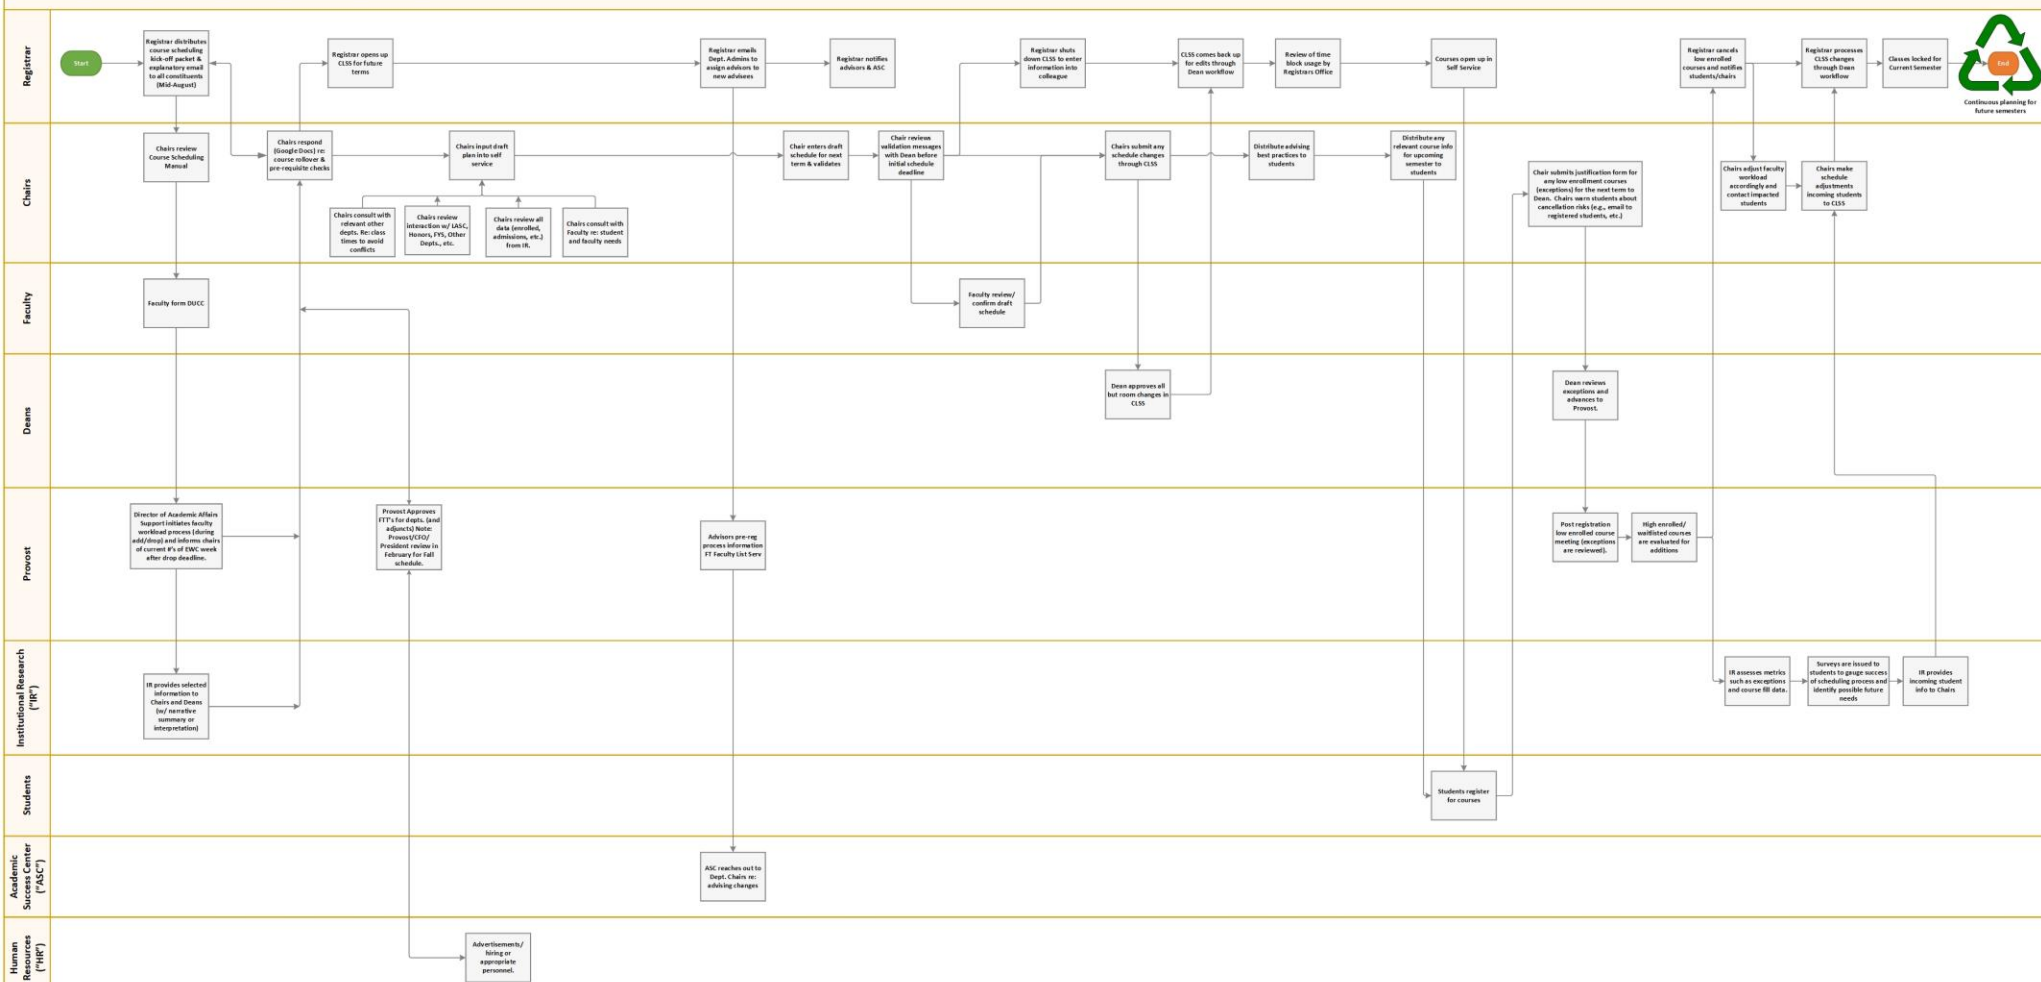 Registrar
Start
Registrar distributes
course scheduling
kick-off packet &
explanatory email
to all constituents
(Mid-August)
Registrar opens up
CLSS for future
terms
Registrar emails
Dept. Admins to
assign advisors to
new advisees
Registrar notifies
advisors & ASC
Registrar shuts
down CLSS to enter
information into
colleague
CLSS comes back up
for edits through
Dean workflow
Review of time
block usage by
Registrars Office
Courses open up in
Self Service
Registrar cancels
low enrolled
courses and notifies
students/chairs
Registrar processes
CLSS changes
through Dean
workflow
Classes locked for
Current Semester
End
Continuous planning for
future semesters
Chairs
Chairs review
Course Scheduling
Manual
Chairs respond
(Google Docs) re:
course rollover &
pre-requisite checks
Chairs input draft
plan into self
service
Chairs consult with
relevant other
depts. Re: class
times to avoid
conflicts
Chairs review
interaction w/ LASC,
Honors, FYS, Other
Depts., etc.
Chairs review all
data (enrolled,
admissions, etc.)
from IR.
Chairs consult with
Faculty re: student
and faculty needs
Chair enters draft
schedule for next
term & validates
Chair reviews
validation messages
with Dean before
initial schedule
deadline
Chairs submit any
schedule changes
through CLSS
Distribute advising
best practices to
students
Distribute any
relevant course info
for upcoming
semester to
students
Chair submits justification form for
any low enrollment courses
(exceptions) for the next term to
Dean. Chairs warn students about
cancellation risks (e.g., email to
registered students, etc.)
Chairs adjust faculty
workload
accordingly and
contact impacted
students
Chairs make
schedule
adjustments
incoming students
to CLSS
Faculty
Faculty form DUCC
Faculty review/
confirm draft
schedule
Deans
Dean approves all
but room changes in
CLSS
Dean reviews
exceptions and
advances to
Provost.
Provost
Director of Academic Affairs
Support initiates faculty
workload process (during
add/drop) and informs chairs
of current #'s of EWC week
after drop deadline.
Provost Approves
FTT's for depts. (and
adjuncts) Note:
Provost/CFO/
President review in
February for Fall
schedule.
Advisors pre-reg
process information
FT Faculty List Serv
Post registration
low enrolled course
meeting (exceptions
are reviewed).
High enrolled/
waitlisted courses
are evaluated for
additions
Institutional Research
("IR")
IR provides selected
information to
Chairs and Deans
(w/ narrative
summary or
interpretation)
IR assesses metrics
such as exceptions
and course fill data.
Surveys are issued to
students to gauge success
of scheduling process and
identify possible future
needs
IR provides
incoming student
info to Chairs
Students
Students register
for courses
Academic
Success Center
("ASC")
ASC reaches out to
Dept. Chairs re:
advising changes
Human
Resources
("HR")
Advertisements/
hiring or
appropriate
personnel.